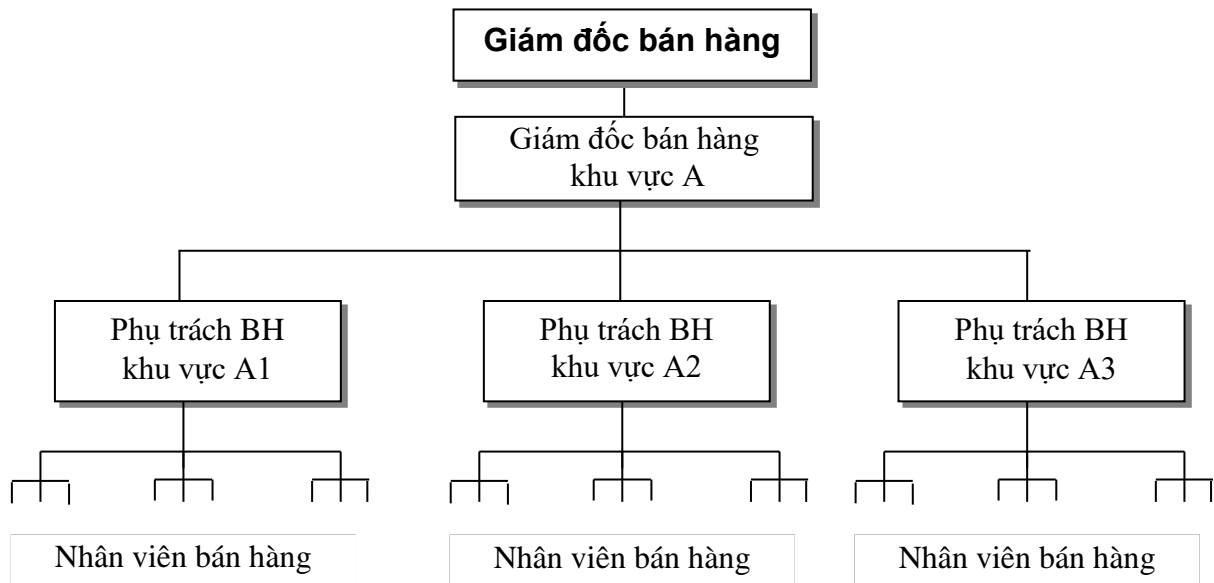 Giám đốc bán hàng
Giám đốc bán hàng
khu vực A
Phụ trách BH
khu vực A1
Phụ trách BH
khu vực A2
Phụ trách BH
khu vực A3
Nhân viên bán hàng
Nhân viên bán hàng
Nhân viên bán hàng